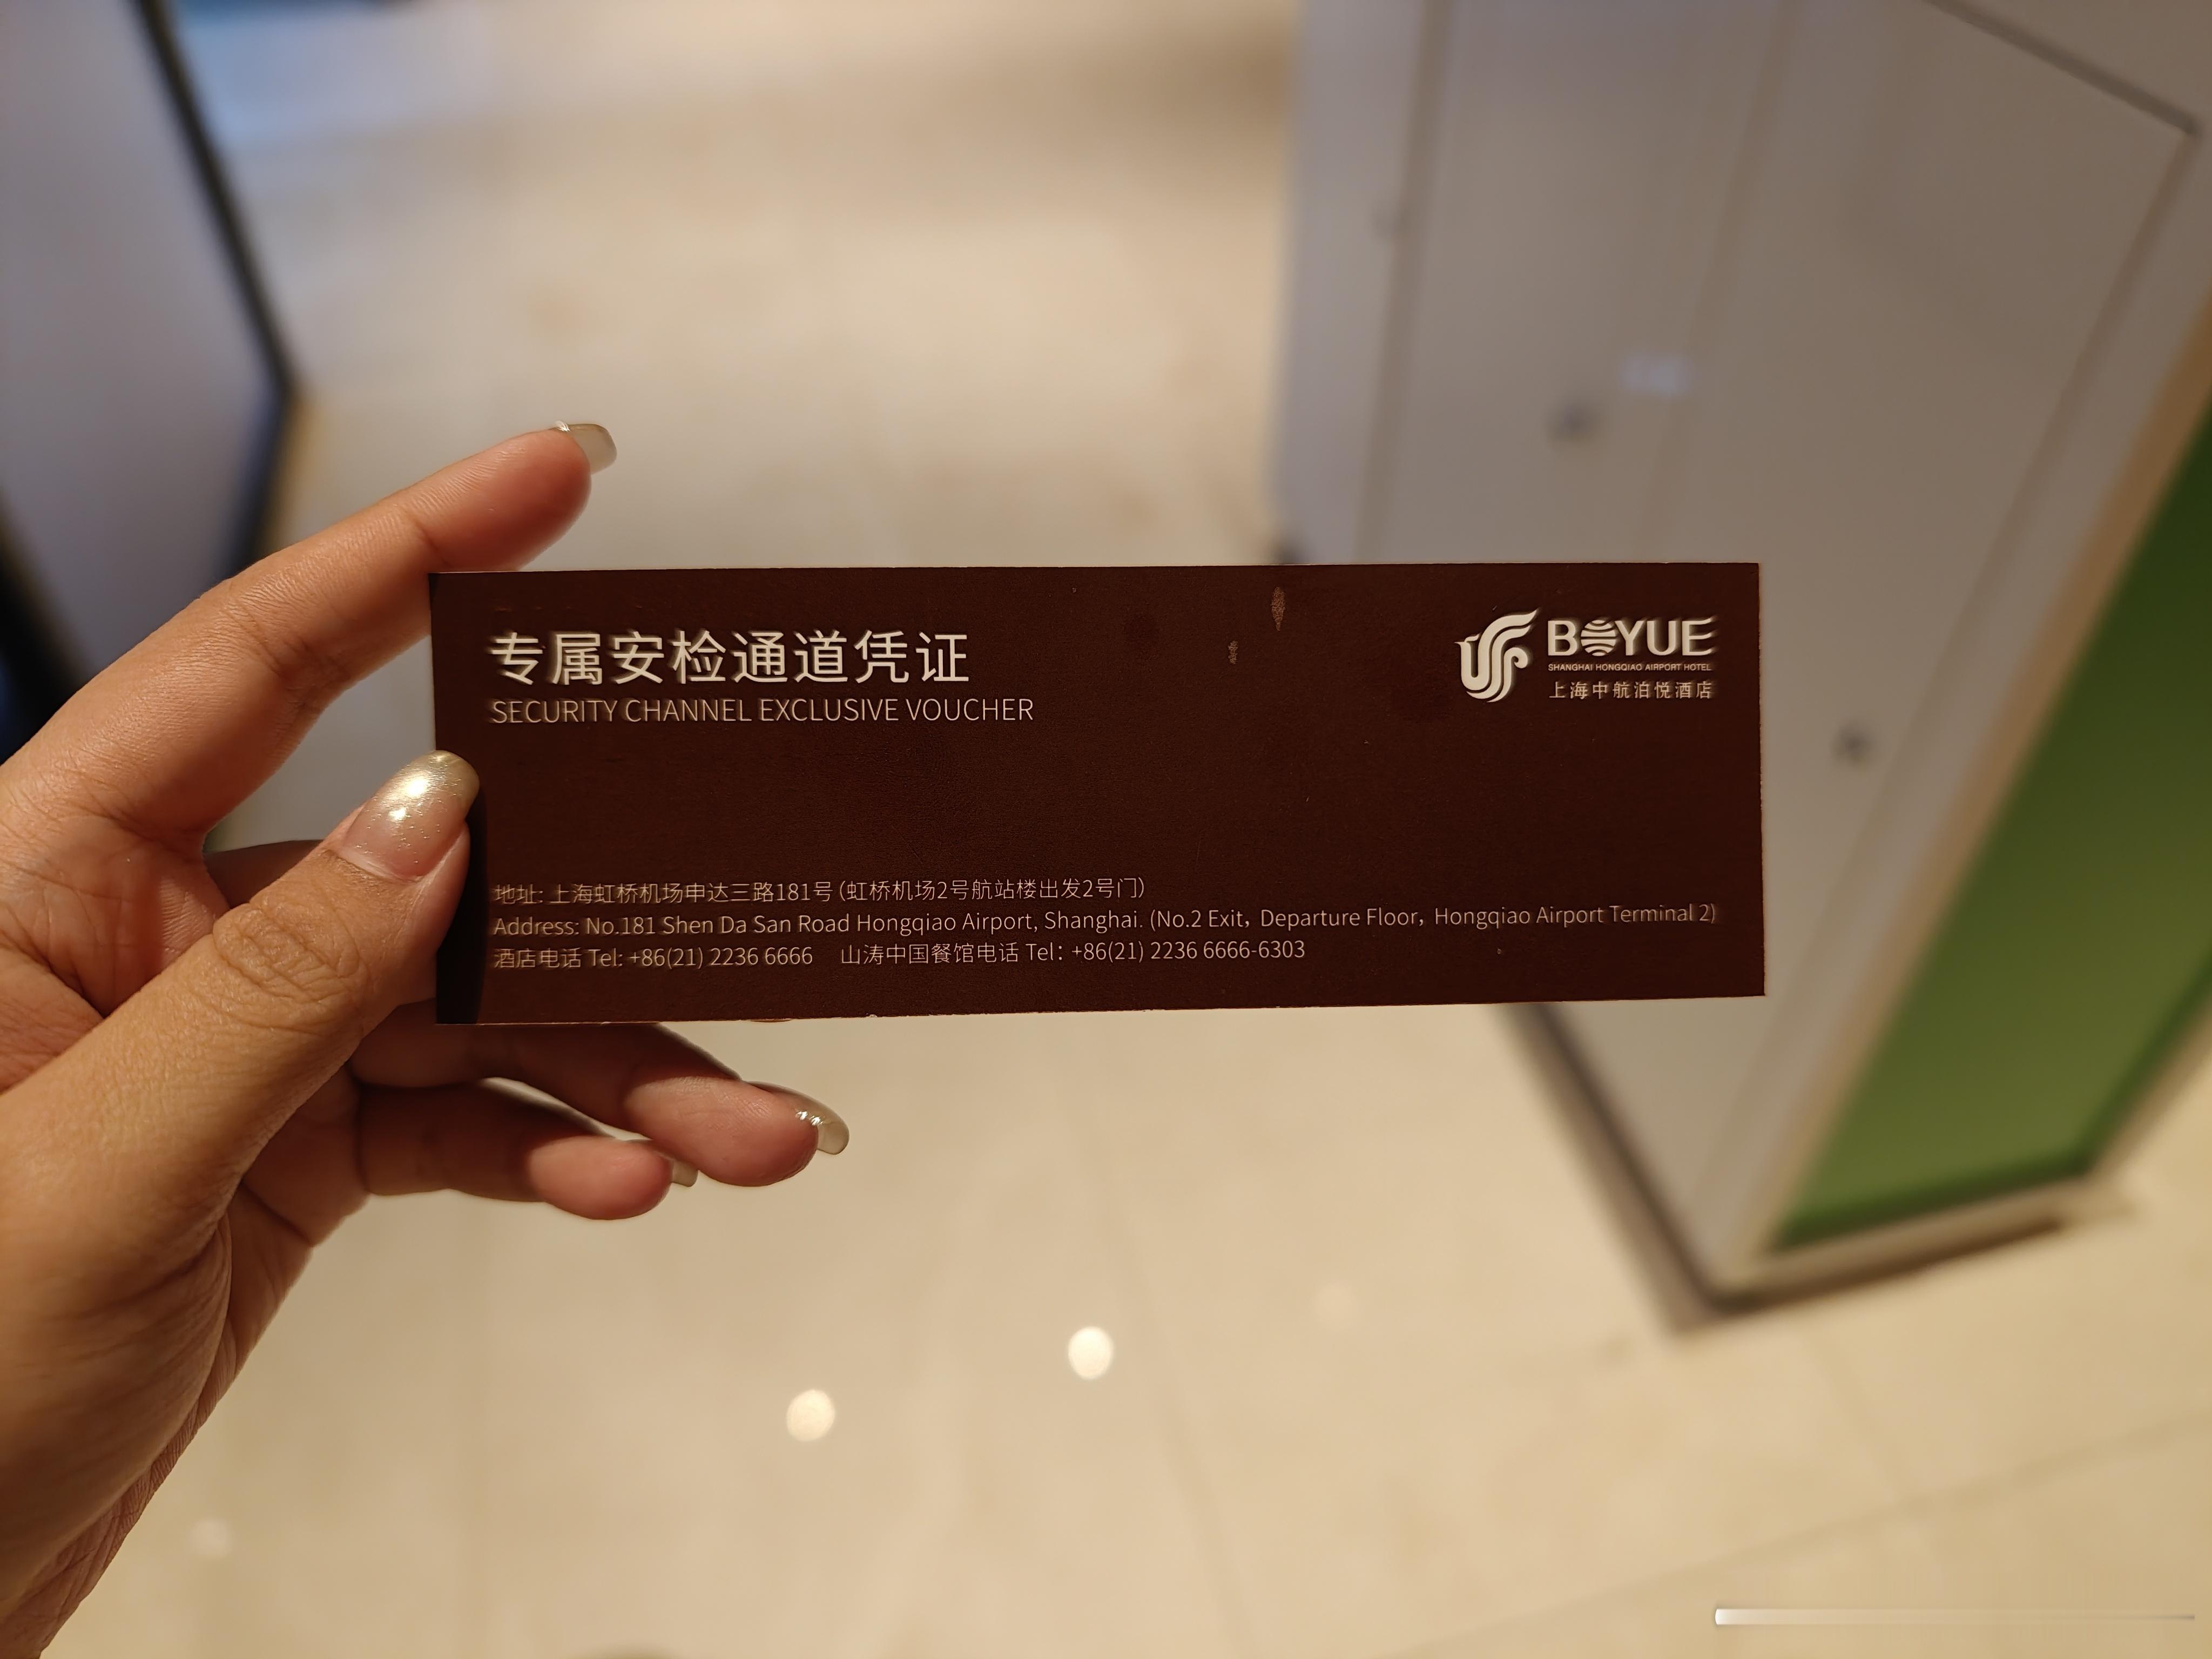 专属安检通道凭证
SECURITY CHANNEL EXCLUSIVE VOUCHER
BOYUE
SHANGHAI HONGQIAO AIRPORT HOTEL
上海中航泊悦酒店
地址: 上海虹桥机场申达三路181号 (虹桥机场2号航站楼出发2号门)
Address: No.181 Shen Da San Road Hongqiao Airport, Shanghai. (No.2 Exit, Departure Floor, Hongqiao Airport Terminal 2)
酒店电话 Tel: +86(21) 2236 6666 山涛中国餐馆电话 Tel: +86(21) 2236 6666-6303